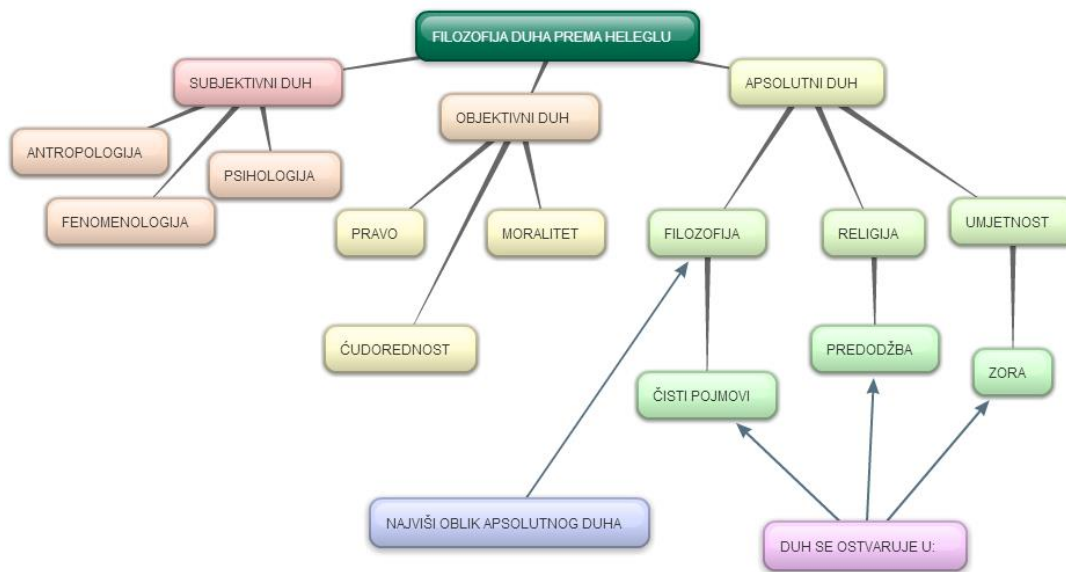 FILOZOFIJA DUHA PREMA HELEGLU
SUBJEKTIVNI DUH
APSOLUTNI DUH
OBJEKTIVNI DUH
ANTROPOLOGIJA
PSIHOLOGIJA
FENOMENOLOGIJA
PRAVO
MORALITET
FILOZOFIJA
RELIGIJA
UMJETNOST
ĆUDOREDNOST
PREDODŽBA
ZORA
ČISTI POJMOVI
NAJVIŠI OBLIK APSOLUTNOG DUHA
DUH SE OSTVARUJE U: